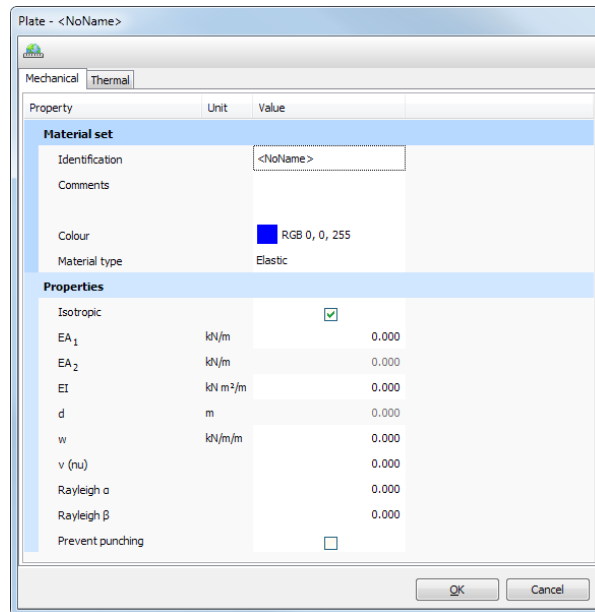 Plate - <NoName>
Mechanical Thermal
Property Unit Value
Material set
Identification <NoName>
Comments
Colour RGB 0, 0, 255
Material type Elastic
Properties
Isotropic
EA₁ kN/m 0.000
EA₂ kN/m 0.000
EI kN m²/m 0.000
d m 0.000
w kN/m/m 0.000
ν (nu) 0.000
Rayleigh α 0.000
Rayleigh β 0.000
Prevent punching
OK Cancel